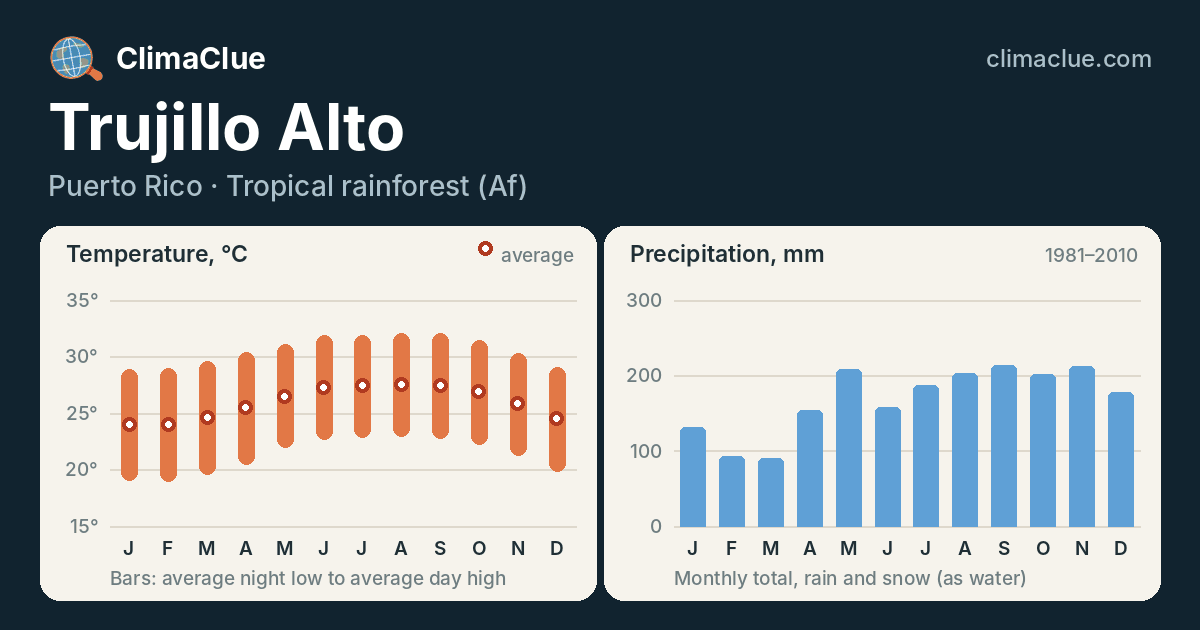 ClimaClue
climaclue.com
Trujillo Alto
Puerto Rico · Tropical rainforest (Af)
Temperature, °C
average
35°
30°
25°
20°
15°
J F M A M J J A S O N D
Bars: average night low to average day high
Precipitation, mm
1981–2010
300
200
100
0
J F M A M J J A S O N D
Monthly total, rain and snow (as water)